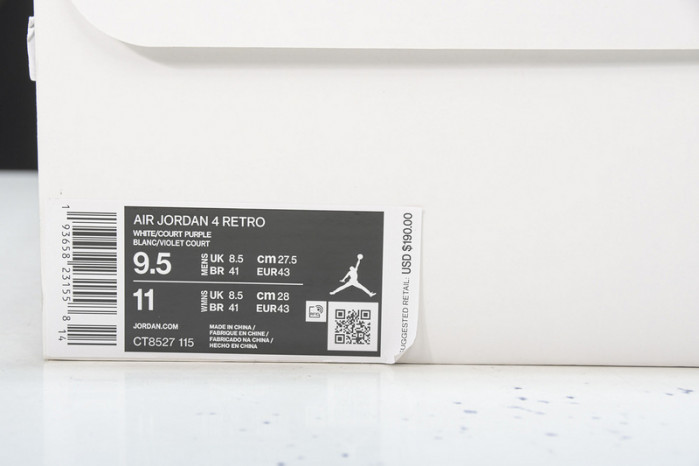 1 93658 23155 8 14
AIR JORDAN 4 RETRO
WHITE/COURT PURPLE
BLANC/VIOLET COURT
9.5 MENS UK 8.5 cm 27.5
BR 41 EUR43
11 WMNS UK 8.5 cm 28
BR 41 EUR43
JORDAN.COM
CT8527 115
MADE IN CHINA /
FABRIQUE EN CHINE /
FABRICADO NA CHINA /
HECHO EN CHINA
SUGGESTED RETAIL: USD $190.00